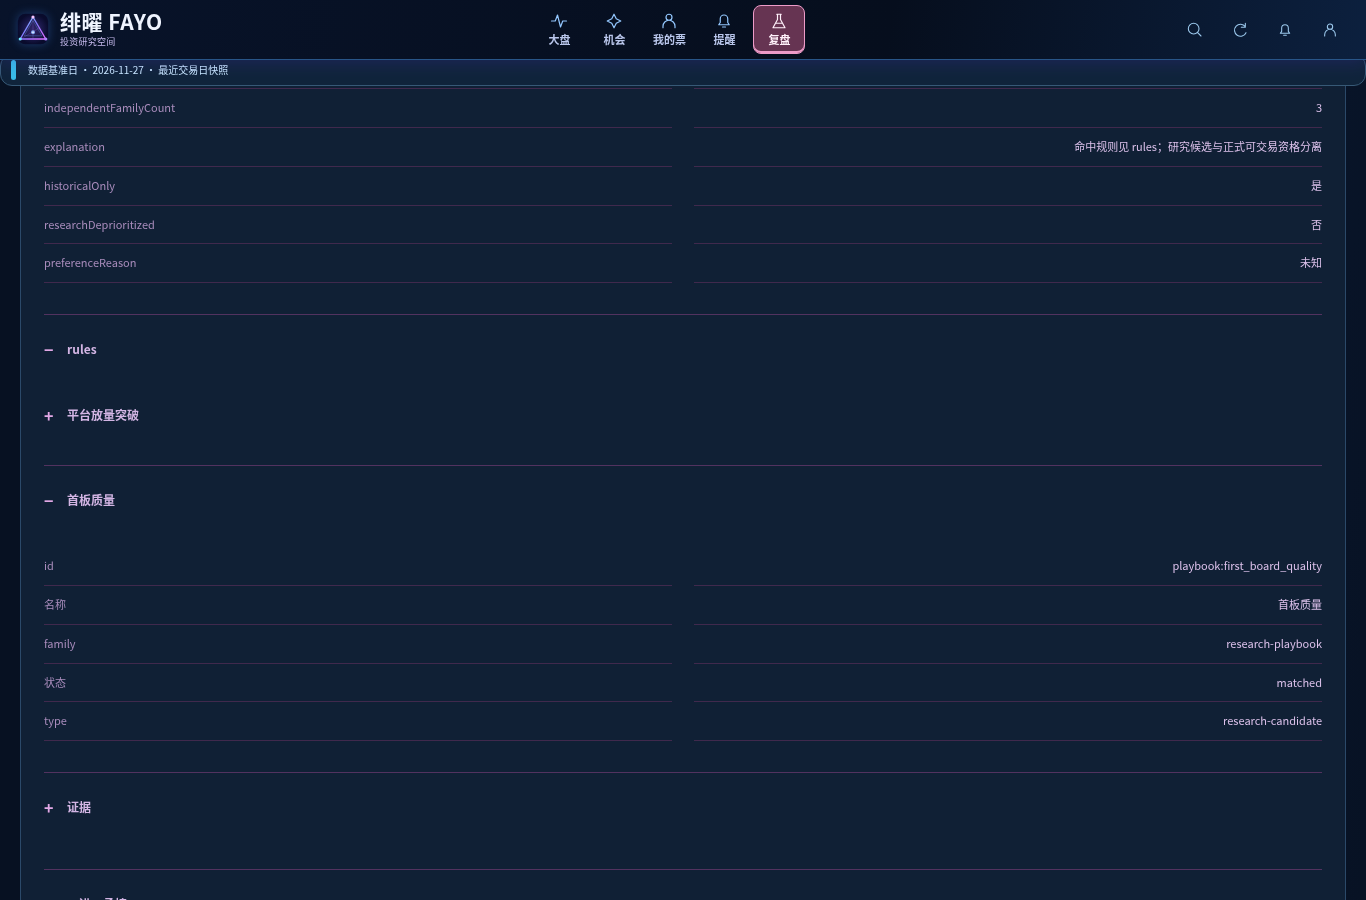 绯曜 FAYO
投资研究空间
大盘
机会
我的票
提醒
复盘
数据基准日 · 2026-11-27 · 最近交易日快照
independentFamilyCount 3
explanation 命中规则见 rules；研究候选与正式可交易资格分离
historicalOnly 是
researchDeprioritized 否
preferenceReason 未知
− rules
+ 平台放量突破
− 首板质量
id playbook:first_board_quality
名称 首板质量
family research-playbook
状态 matched
type research-candidate
+ 证据